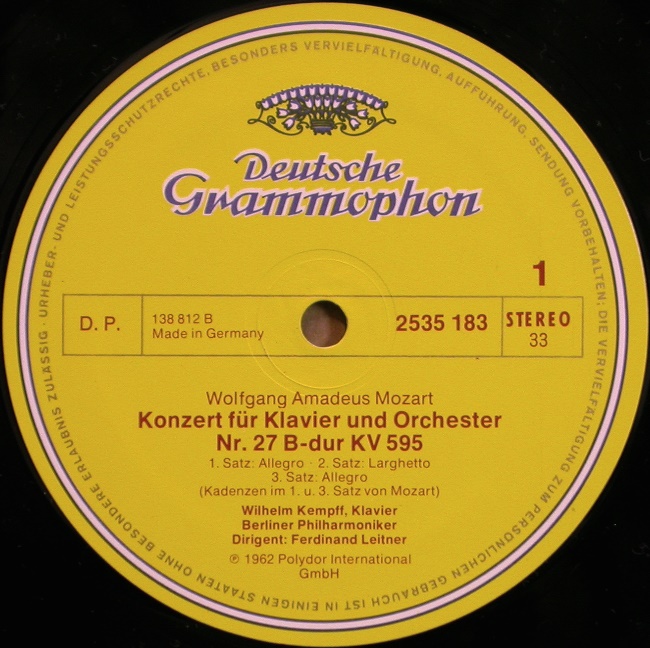 URHEBER- UND LEISTUNGSSCHUTZRECHTE, BESONDERS VERVIELFÄLTIGUNG, AUFFÜHRUNG, SENDUNG VORBEHALTEN: DIE VERVIELFÄLTIGUNG ZUM PERSÖNLICHEN GEBRAUCH IST IN EINIGEN STAATEN OHNE BESONDERE ERLAUBNIS ZULÄSSIG ·
Deutsche
Grammophon
1
D. P.
138 812 B
Made in Germany
2535 183
STEREO
33
Wolfgang Amadeus Mozart
Konzert für Klavier und Orchester
Nr. 27 B-dur KV 595
1. Satz: Allegro · 2. Satz: Larghetto
3. Satz: Allegro
(Kadenzen im 1. u. 3. Satz von Mozart)
Wilhelm Kempff, Klavier
Berliner Philharmoniker
Dirigent: Ferdinand Leitner
℗ 1962 Polydor International
GmbH